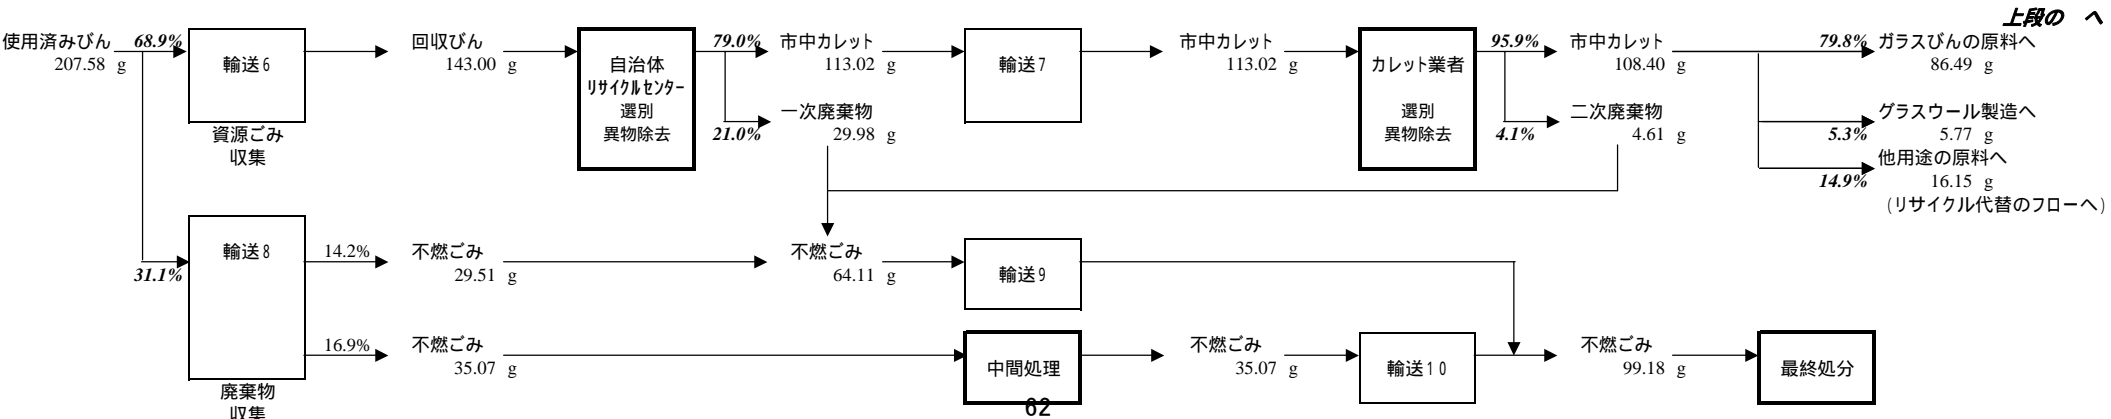 上段の へ
使用済みびん
207.58 g
68.9%
輸送6
資源ごみ
収集
回収びん
143.00 g
自治体
リサイクルセンター
選別
異物除去
79.0%
市中カレット
113.02 g
21.0%
一次廃棄物
29.98 g
輸送7
市中カレット
113.02 g
カレット業者
選別
異物除去
95.9%
市中カレット
108.40 g
4.1%
二次廃棄物
4.61 g
79.8%
ガラスびんの原料へ
86.49 g
5.3%
グラスウール製造へ
5.77 g
14.9%
他用途の原料へ
16.15 g
(リサイクル代替のフローへ)
31.1%
輸送8
廃棄物
収集
14.2%
不燃ごみ
29.51 g
不燃ごみ
64.11 g
輸送9
16.9%
不燃ごみ
35.07 g
中間処理
不燃ごみ
35.07 g
輸送10
不燃ごみ
99.18 g
最終処分
62